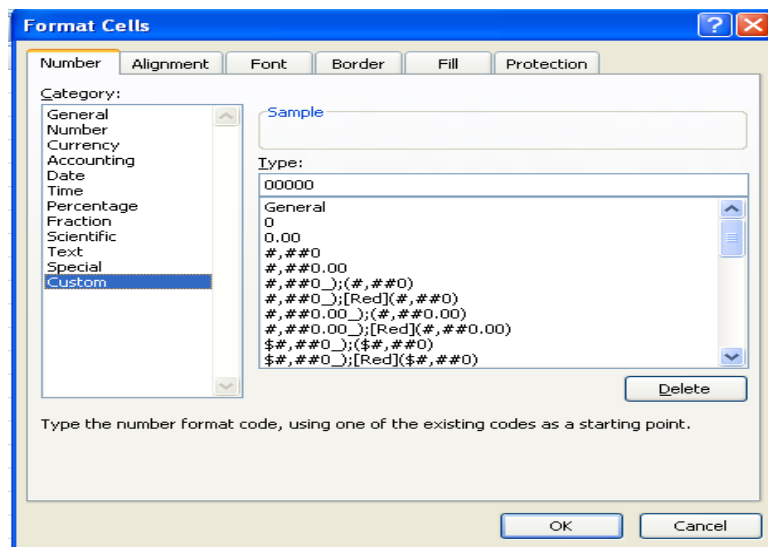 Format Cells
Number Alignment Font Border Fill Protection
Category:
General
Number
Currency
Accounting
Date
Time
Percentage
Fraction
Scientific
Text
Special
Custom
Sample
Type:
00000
General
0
0.00
#,##0
#,##0.00
#,##0_);(#,##0)
#,##0_);[Red](#,##0)
#,##0.00_);(#,##0.00)
#,##0.00_);[Red](#,##0.00)
$#,##0_);($#,##0)
$#,##0_);[Red]($#,##0)
Delete
Type the number format code, using one of the existing codes as a starting point.
OK Cancel